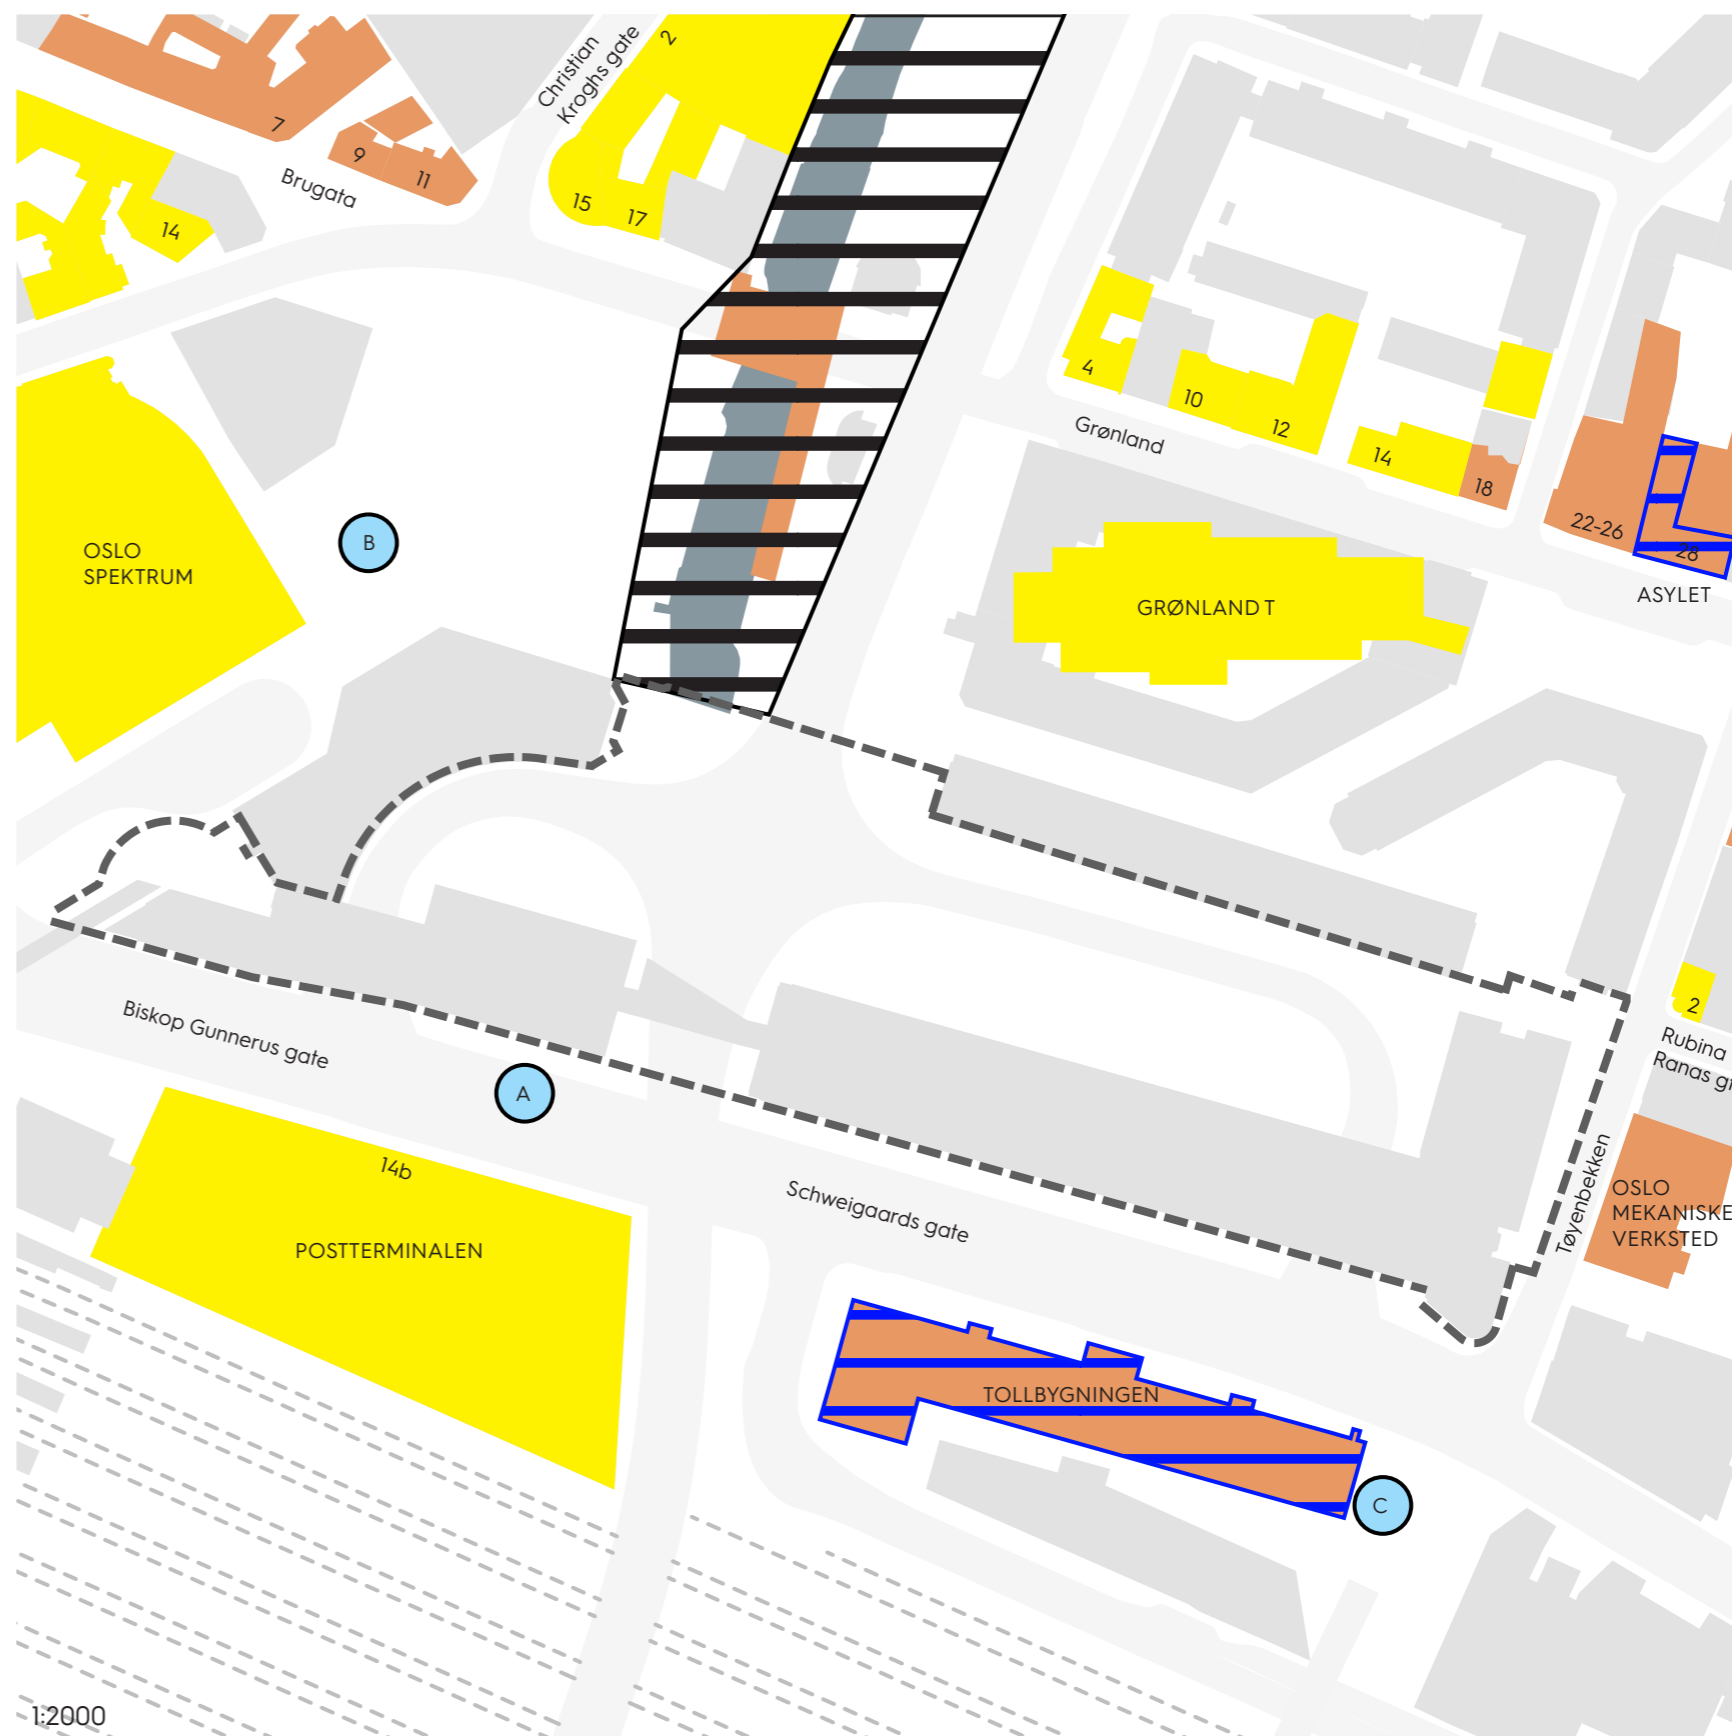 2
Christian
Kroghs gate
7
9
11
Brugata
15
17
14
4
10
12
Grønland
14
18
22-26
28
ASYLET
OSLO
SPEKTRUM
B
GRØNLAND T
2
Rubina
Biskop Gunnerus gate
A
14b
POSTTERMINALEN
Schweigaards gate
Tøyenbekken
OSLO
MEKANISKE
VERKSTED
TOLLBYGNINGEN
C
1:2000